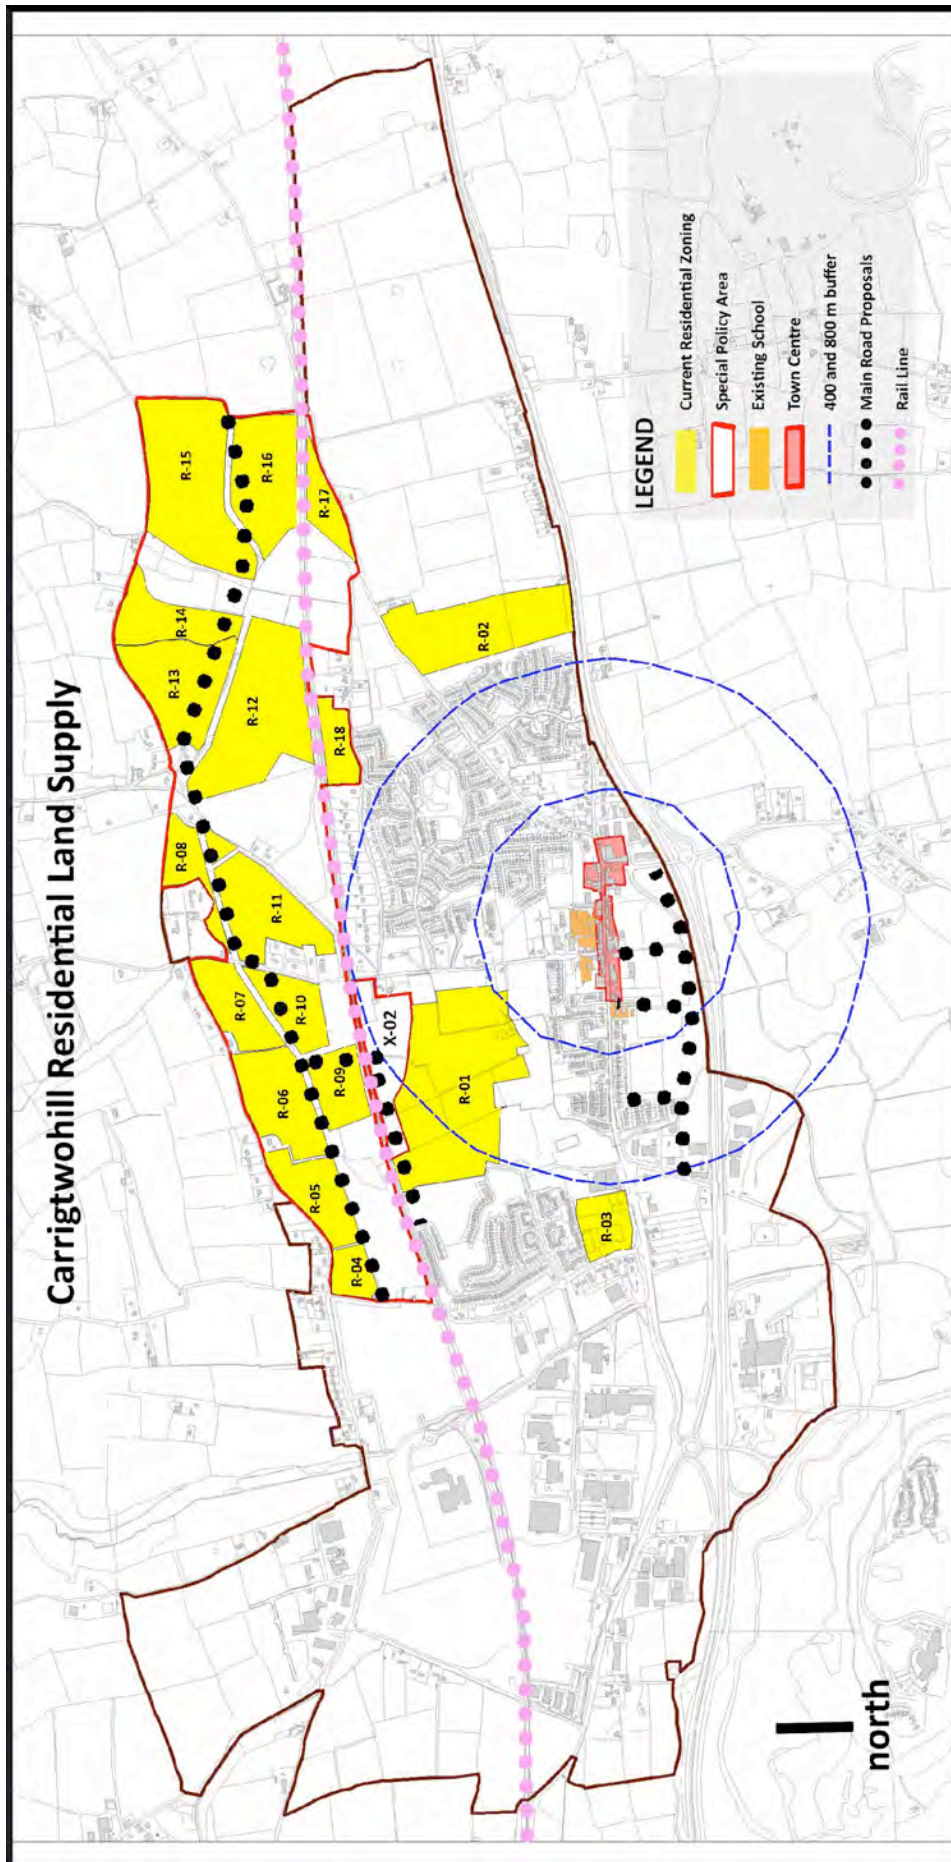 Carrigtwohill Residential Land Supply
R-04
R-05
R-06
R-07
R-08
R-09
R-10
R-11
R-12
R-13
R-14
R-15
R-16
R-17
R-18
X-02
R-01
R-02
R-03
LEGEND
Current Residential Zoning
Special Policy Area
Existing School
Town Centre
400 and 800 m buffer
Main Road Proposals
Rail Line
north